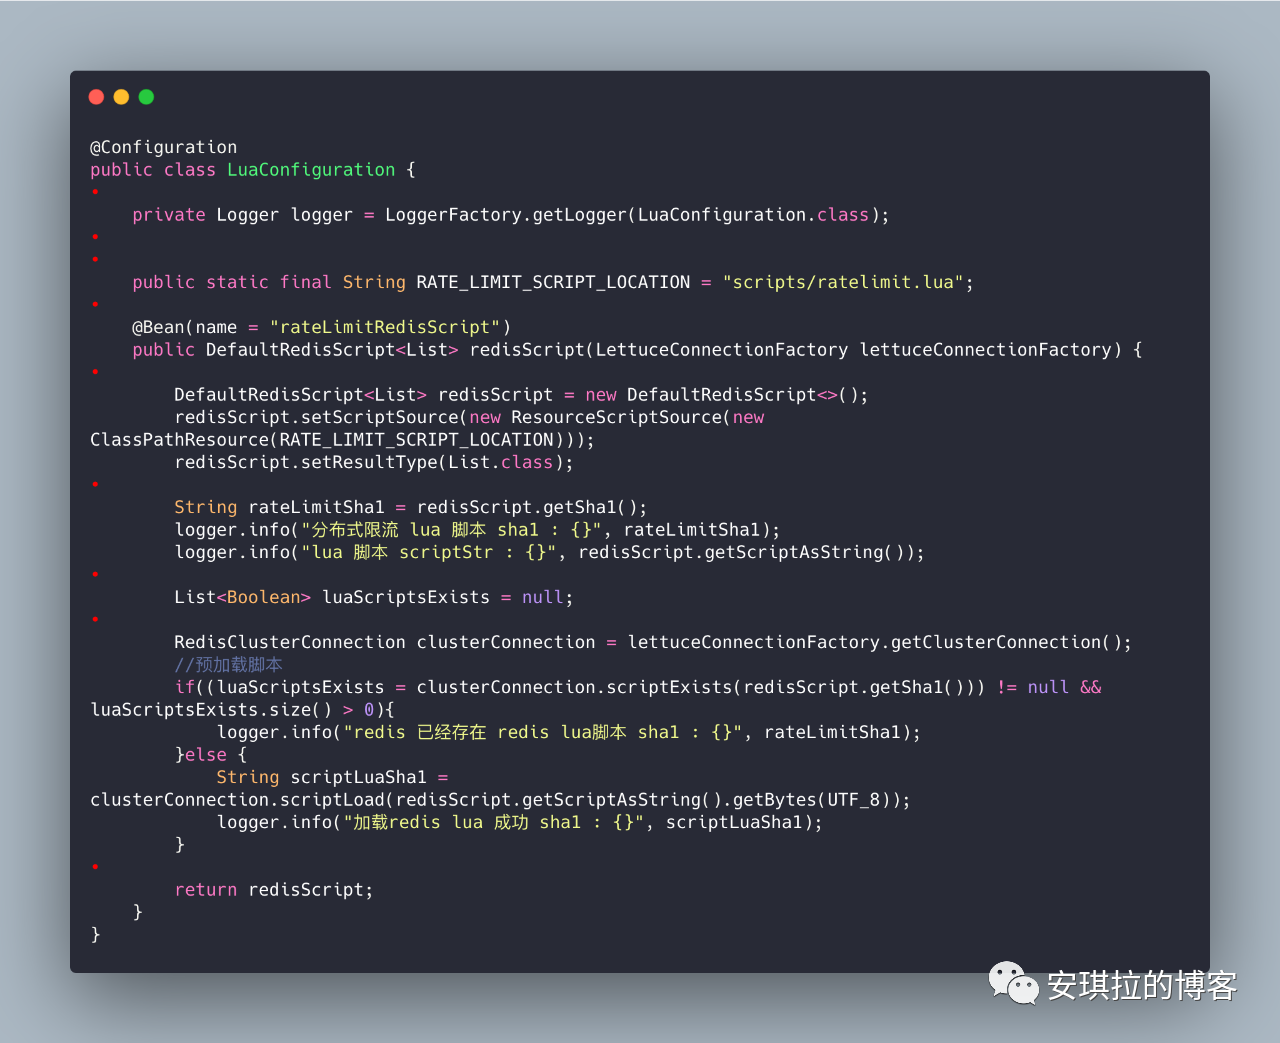 @Configuration
public class LuaConfiguration {
    private Logger logger = LoggerFactory.getLogger(LuaConfiguration.class);
    public static final String RATE_LIMIT_SCRIPT_LOCATION = "scripts/ratelimit.lua";
    @Bean(name = "rateLimitRedisScript")
    public DefaultRedisScript<List> redisScript(LettuceConnectionFactory lettuceConnectionFactory) {
        DefaultRedisScript<List> redisScript = new DefaultRedisScript<>();
        redisScript.setScriptSource(new ResourceScriptSource(new
ClassPathResource(RATE_LIMIT_SCRIPT_LOCATION)));
        redisScript.setResultType(List.class);
        String rateLimitSha1 = redisScript.getSha1();
        logger.info("分布式限流 lua 脚本 sha1 : {}", rateLimitSha1);
        logger.info("lua 脚本 scriptStr : {}", redisScript.getScriptAsString());
        List<Boolean> luaScriptsExists = null;
        RedisClusterConnection clusterConnection = lettuceConnectionFactory.getClusterConnection();
        //预加载脚本
        if((luaScriptsExists = clusterConnection.scriptExists(redisScript.getSha1())) != null &&
luaScriptsExists.size() > 0){
            logger.info("redis 已经存在 redis lua脚本 sha1 : {}", rateLimitSha1);
        }else {
            String scriptLuaSha1 =
clusterConnection.scriptLoad(redisScript.getScriptAsString().getBytes(UTF_8));
            logger.info("加载redis lua 成功 sha1 : {}", scriptLuaSha1);
        }
        return redisScript;
    }
}
安琪拉的博客